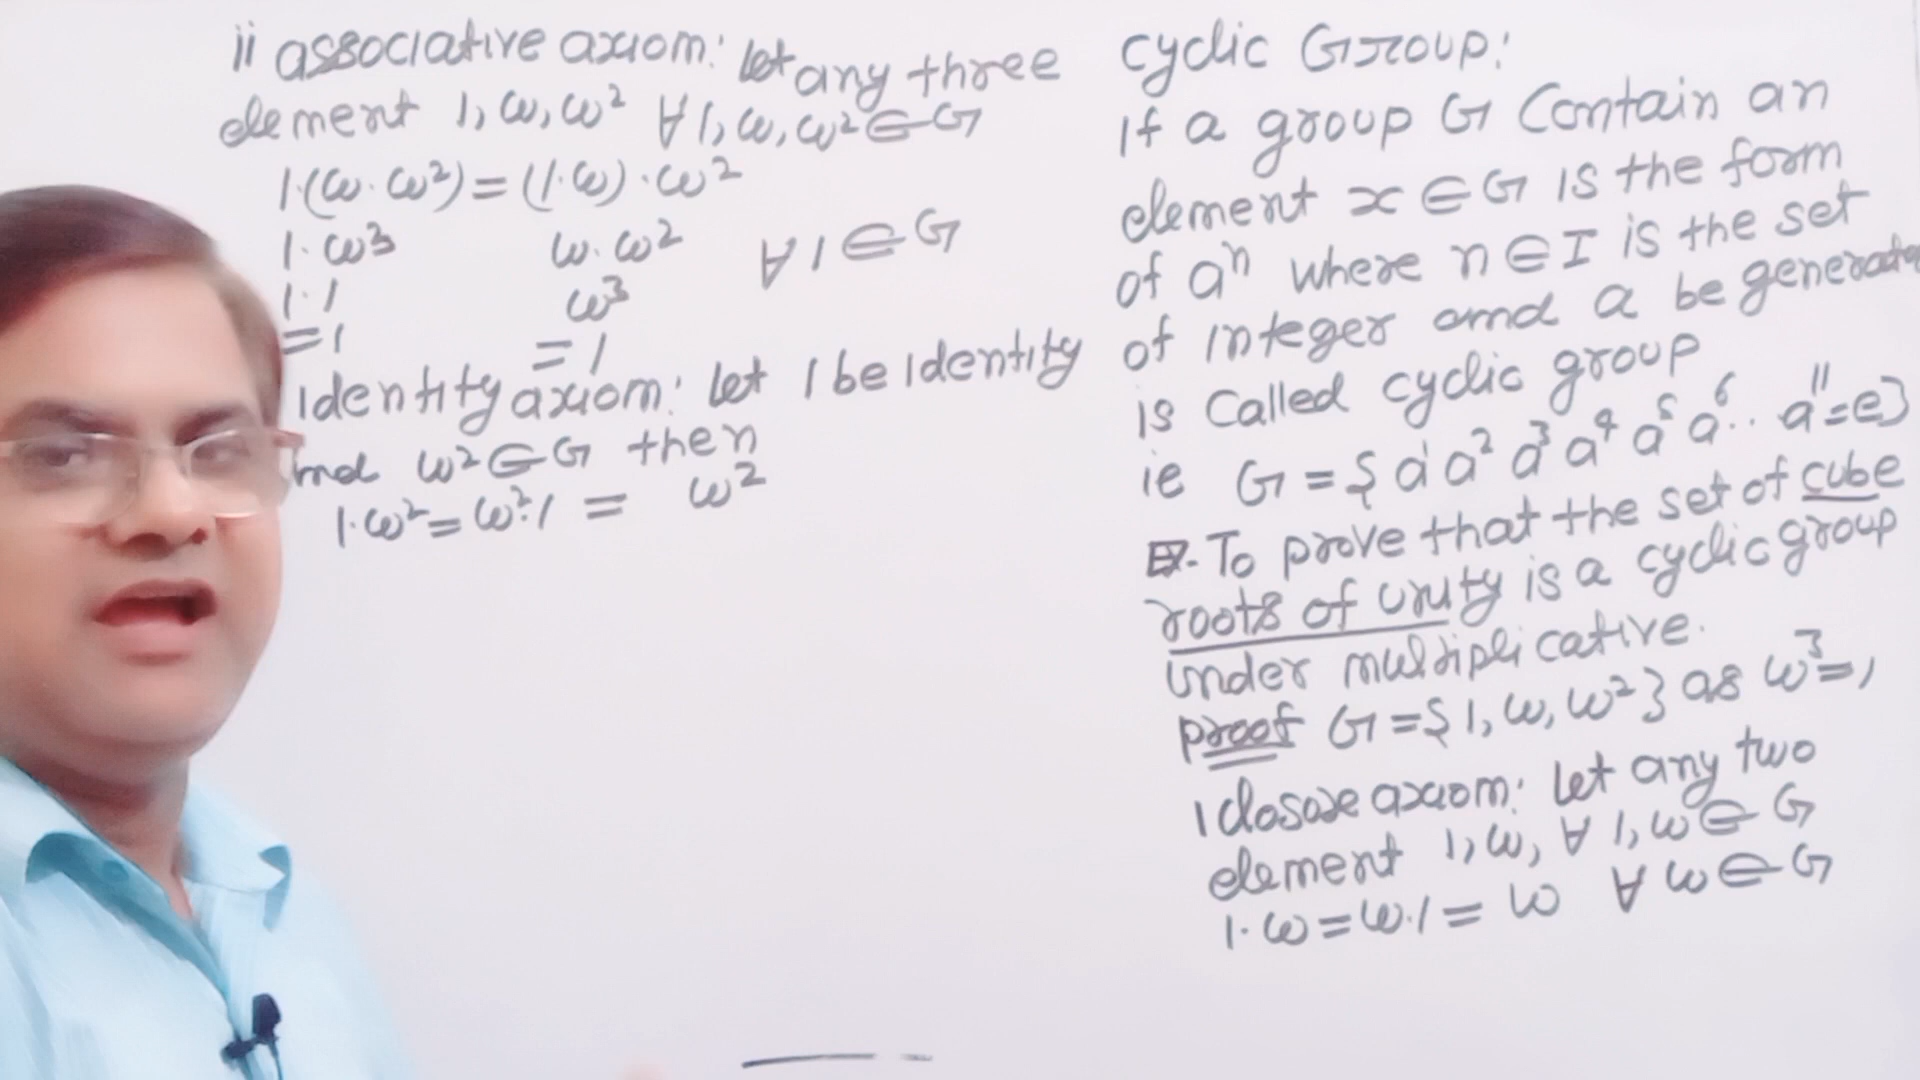 cyclic Group:
If a group G Contain an
element x ∈ G is the form
of aⁿ where n ∈ I is the set
of integer and a be generator
is Called cyclic group
ie G = { a¹ a² a³ a⁴ a⁵ a⁶ .. a¹¹ = e}
Ex. To prove that the set of cube
roots of unity is a cyclic group
under multiplicative.
proof G = {1, ω, ω²} as ω³ = 1
i closore axiom: let any two
element 1, ω, ∀ 1, ω ∈ G
1·ω = ω·1 = ω ∀ ω ∈ G
ii associative axiom: let any three
element 1, ω, ω² ∀ 1, ω, ω² ∈ G
1·(ω·ω²) = (1·ω)·ω²
1·ω³ ω·ω² ∀ 1 ∈ G
1·1 ω³
=1 =1
Identity axiom: let 1 be identity
and ω² ∈ G then
1·ω² = ω²·1 = ω²